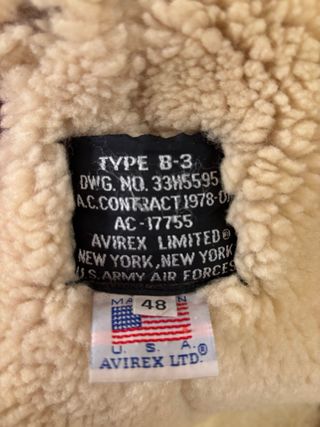 TYPE B-3
DWG. NO. 33H5595
A.C. CONTRACT 1978-01
AC-17755
AVIREX LIMITED®
NEW YORK, NEW YORK
U.S. ARMY AIR FORCES
48
U. S. A.
AVIREX LTD.®